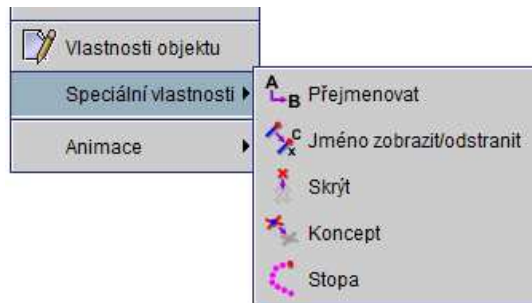 Vlastnosti objektu
Speciální vlastnosti
Animace
A
B
Přejmenovat
C
x
Jméno zobrazit/odstranit
Skrýt
Koncept
Stopa